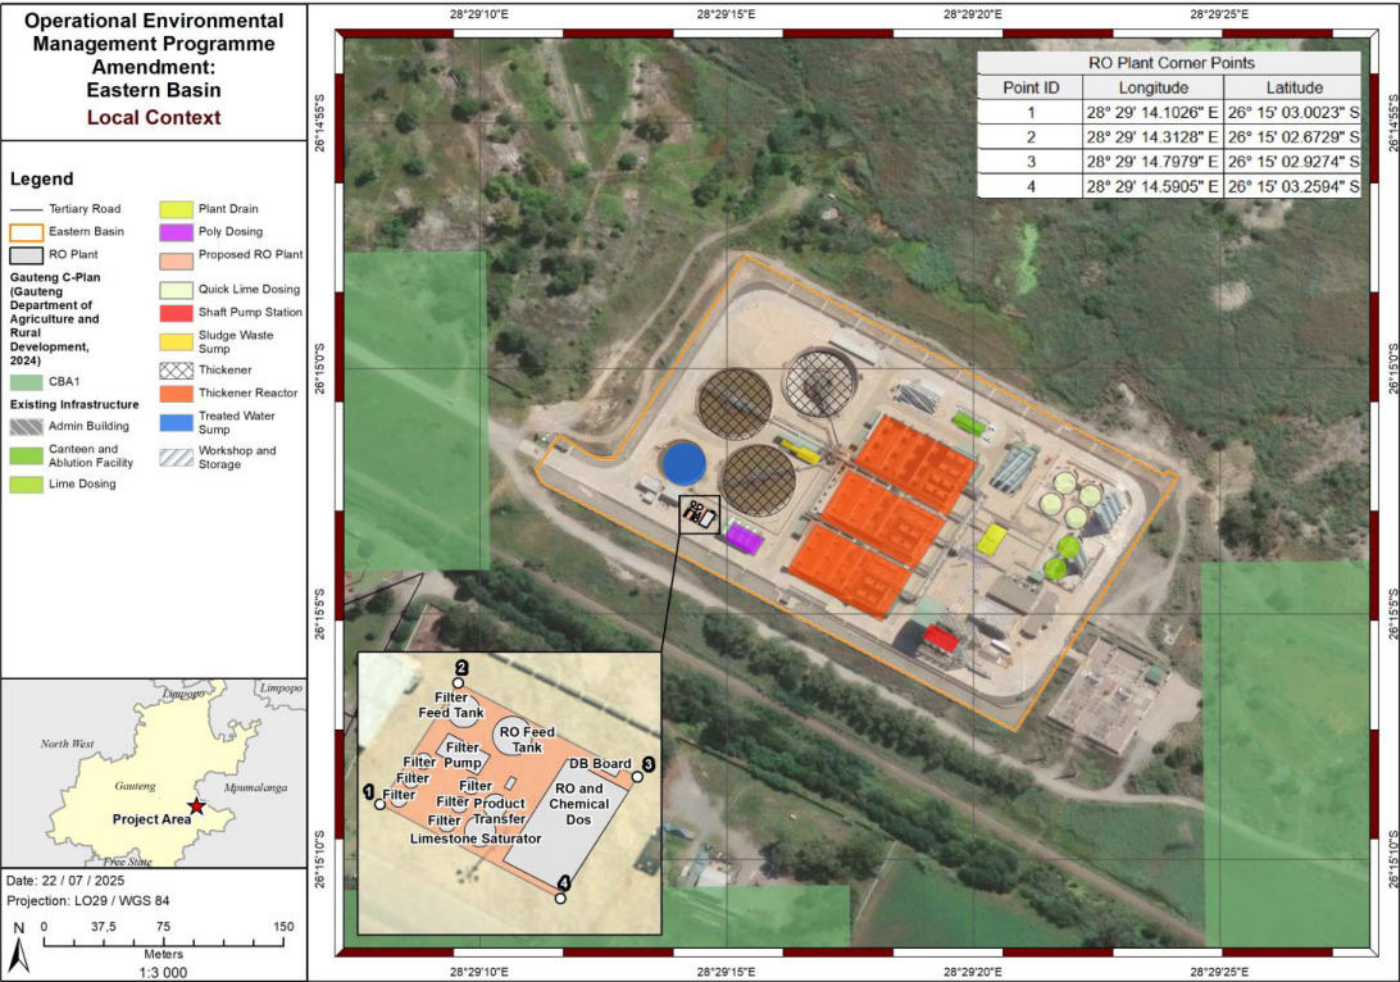 Operational Environmental
Management Programme
Amendment:
Eastern Basin
Local Context
Legend
Tertiary Road
Eastern Basin
RO Plant
Gauteng C-Plan
(Gauteng
Department of
Agriculture and
Rural
Development,
2024)
CBA1
Existing Infrastructure
Admin Building
Canteen and
Ablution Facility
Lime Dosing
Plant Drain
Poly Dosing
Proposed RO Plant
Quick Lime Dosing
Shaft Pump Station
Sludge Waste
Sump
Thickener
Thickener Reactor
Treated Water
Sump
Workshop and
Storage
Limpopo
Limpopo
North West
Gauteng
Mpumalanga
Project Area
Free State
Date: 22 / 07 / 2025
Projection: LO29 / WGS 84
N
0 37,5 75 150
Meters
1:3 000
28°29'10"E 28°29'15"E 28°29'20"E 28°29'25"E
26°14'55"S
26°15'0"S
26°15'5"S
26°15'10"S
RO Plant Corner Points
Point ID Longitude Latitude
1 28° 29' 14.1026" E 26° 15' 03.0023" S
2 28° 29' 14.3128" E 26° 15' 02.6729" S
3 28° 29' 14.7979" E 26° 15' 02.9274" S
4 28° 29' 14.5905" E 26° 15' 03.2594" S
26°14'55"S
26°15'0"S
26°15'5"S
26°15'10"S
2
Filter
Feed Tank
RO Feed
Tank
Filter
Pump
Filter
Filter
Filter
1
DB Board
3
Filter
Filter
Filter
Product
Transfer
RO and
Chemical
Dos
Limestone Saturator
4
28°29'10"E 28°29'15"E 28°29'20"E 28°29'25"E